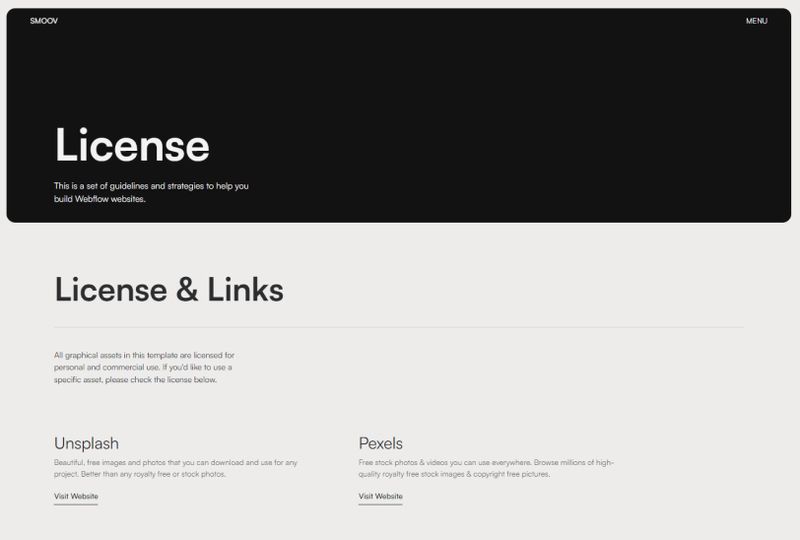 SMOOV
MENU
License
This is a set of guidelines and strategies to help you
build Webflow websites.
License & Links
All graphical assets in this template are licensed for
personal and commercial use. If you'd like to use a
specific asset, please check the license below.
Unsplash
Beautiful, free images and photos that you can download and use for any
project. Better than any royalty free or stock photos.
Visit Website
Pexels
Free stock photos & videos you can use everywhere. Browse millions of high-
quality royalty free stock images & copyright free pictures.
Visit Website